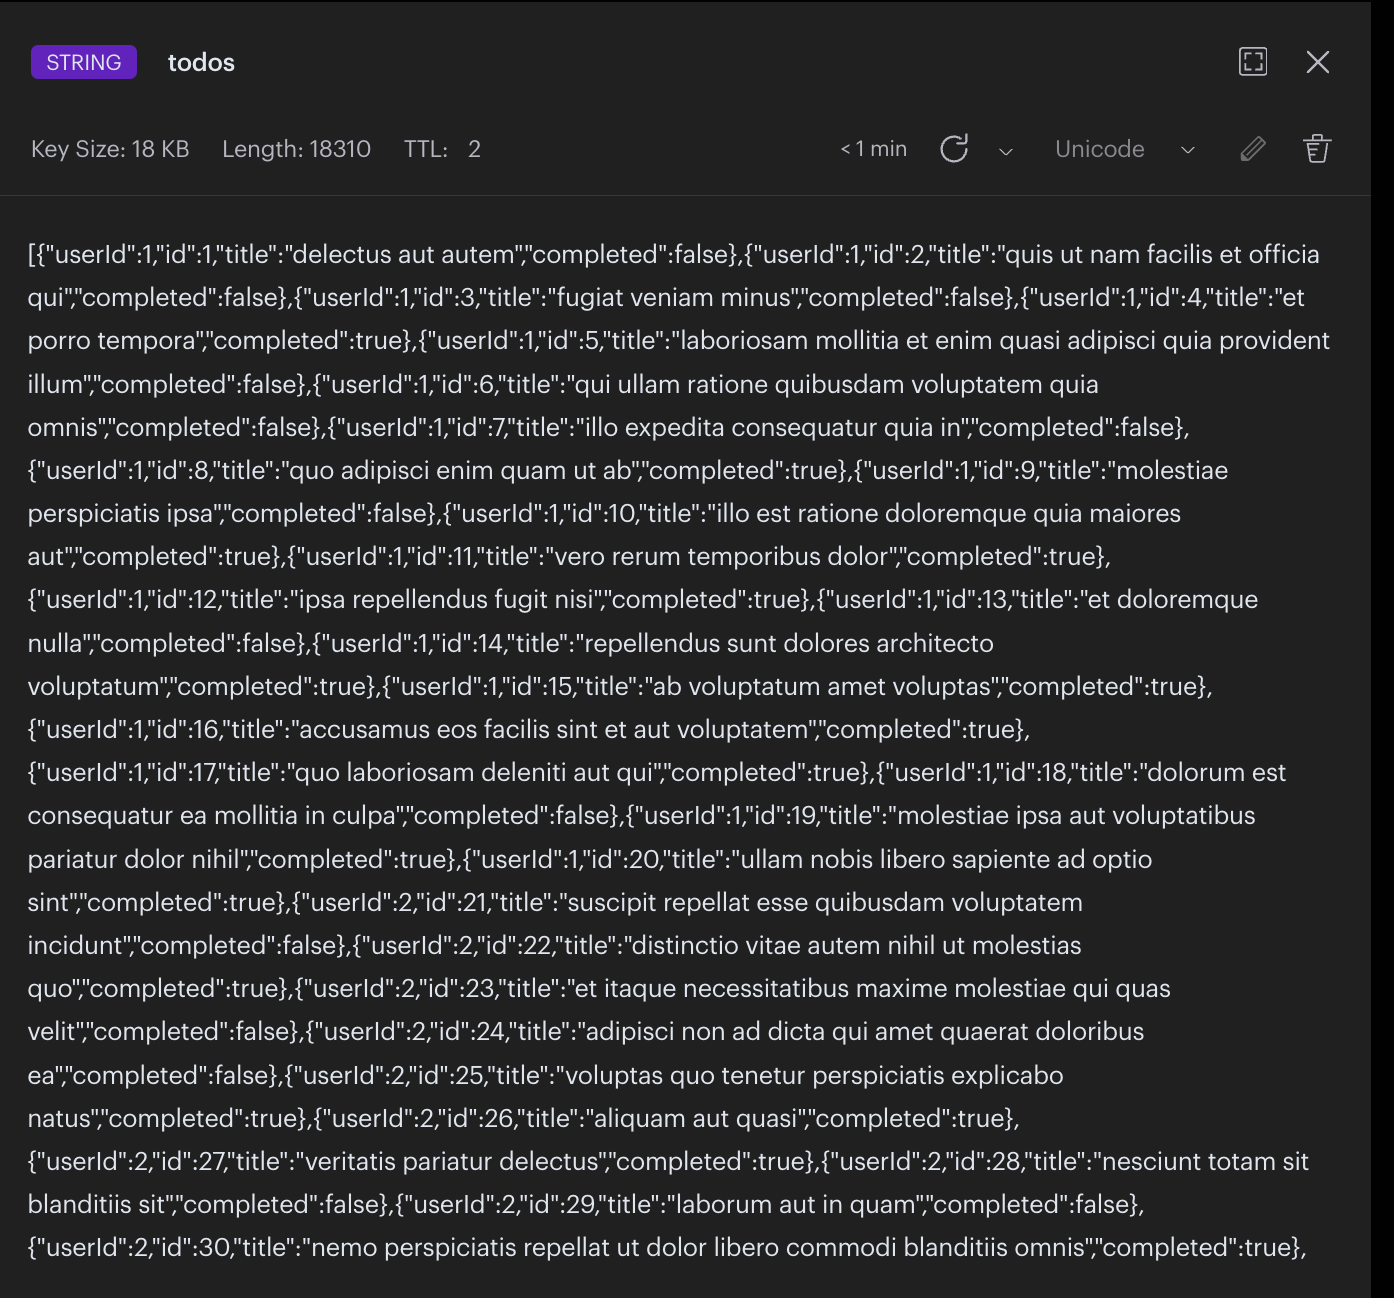 STRING todos
Key Size: 18 KB Length: 18310 TTL: 2 < 1 min Unicode
[{"userId":1,"id":1,"title":"delectus aut autem","completed":false},{"userId":1,"id":2,"title":"quis ut nam facilis et officia
qui","completed":false},{"userId":1,"id":3,"title":"fugiat veniam minus","completed":false},{"userId":1,"id":4,"title":"et
porro tempora","completed":true},{"userId":1,"id":5,"title":"laboriosam mollitia et enim quasi adipisci quia provident
illum","completed":false},{"userId":1,"id":6,"title":"qui ullam ratione quibusdam voluptatem quia
omnis","completed":false},{"userId":1,"id":7,"title":"illo expedita consequatur quia in","completed":false},
{"userId":1,"id":8,"title":"quo adipisci enim quam ut ab","completed":true},{"userId":1,"id":9,"title":"molestiae
perspiciatis ipsa","completed":false},{"userId":1,"id":10,"title":"illo est ratione doloremque quia maiores
aut","completed":true},{"userId":1,"id":11,"title":"vero rerum temporibus dolor","completed":true},
{"userId":1,"id":12,"title":"ipsa repellendus fugit nisi","completed":true},{"userId":1,"id":13,"title":"et doloremque
nulla","completed":false},{"userId":1,"id":14,"title":"repellendus sunt dolores architecto
voluptatum","completed":true},{"userId":1,"id":15,"title":"ab voluptatum amet voluptas","completed":true},
{"userId":1,"id":16,"title":"accusamus eos facilis sint et aut voluptatem","completed":true},
{"userId":1,"id":17,"title":"quo laboriosam deleniti aut qui","completed":true},{"userId":1,"id":18,"title":"dolorum est
consequatur ea mollitia in culpa","completed":false},{"userId":1,"id":19,"title":"molestiae ipsa aut voluptatibus
pariatur dolor nihil","completed":true},{"userId":1,"id":20,"title":"ullam nobis libero sapiente ad optio
sint","completed":true},{"userId":2,"id":21,"title":"suscipit repellat esse quibusdam voluptatem
incidunt","completed":false},{"userId":2,"id":22,"title":"distinctio vitae autem nihil ut molestias
quo","completed":true},{"userId":2,"id":23,"title":"et itaque necessitatibus maxime molestiae qui quas
velit","completed":false},{"userId":2,"id":24,"title":"adipisci non ad dicta qui amet quaerat doloribus
ea","completed":false},{"userId":2,"id":25,"title":"voluptas quo tenetur perspiciatis explicabo
natus","completed":true},{"userId":2,"id":26,"title":"aliquam aut quasi","completed":true},
{"userId":2,"id":27,"title":"veritatis pariatur delectus","completed":true},{"userId":2,"id":28,"title":"nesciunt totam sit
blanditiis sit","completed":false},{"userId":2,"id":29,"title":"laborum aut in quam","completed":false},
{"userId":2,"id":30,"title":"nemo perspiciatis repellat ut dolor libero commodi blanditiis omnis","completed":true},